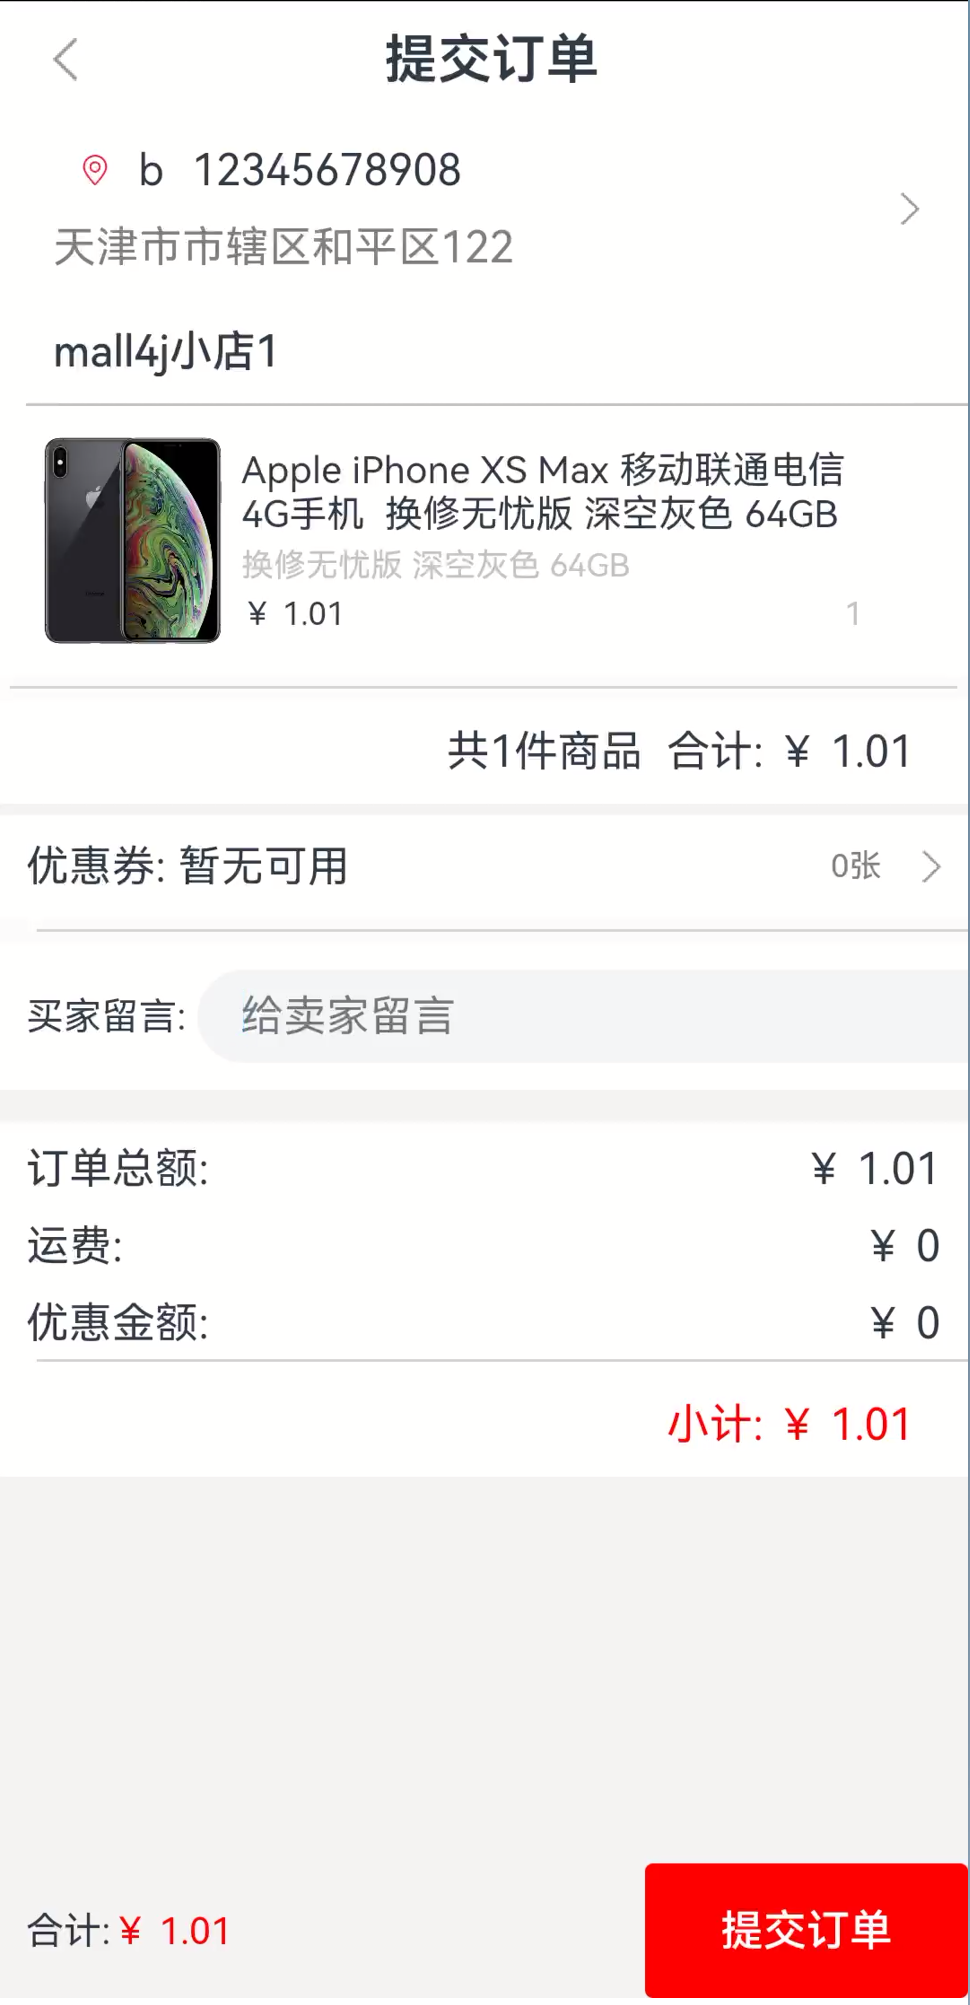 提交订单
b 12345678908
天津市市辖区和平区122
mall4j小店1
Apple iPhone XS Max 移动联通电信
4G手机 换修无忧版 深空灰色 64GB
换修无忧版 深空灰色 64GB
¥ 1.01 1
共1件商品 合计: ¥ 1.01
优惠券: 暂无可用 0张
买家留言: 给卖家留言
订单总额: ¥ 1.01
运费: ¥ 0
优惠金额: ¥ 0
小计: ¥ 1.01
合计: ¥ 1.01 提交订单